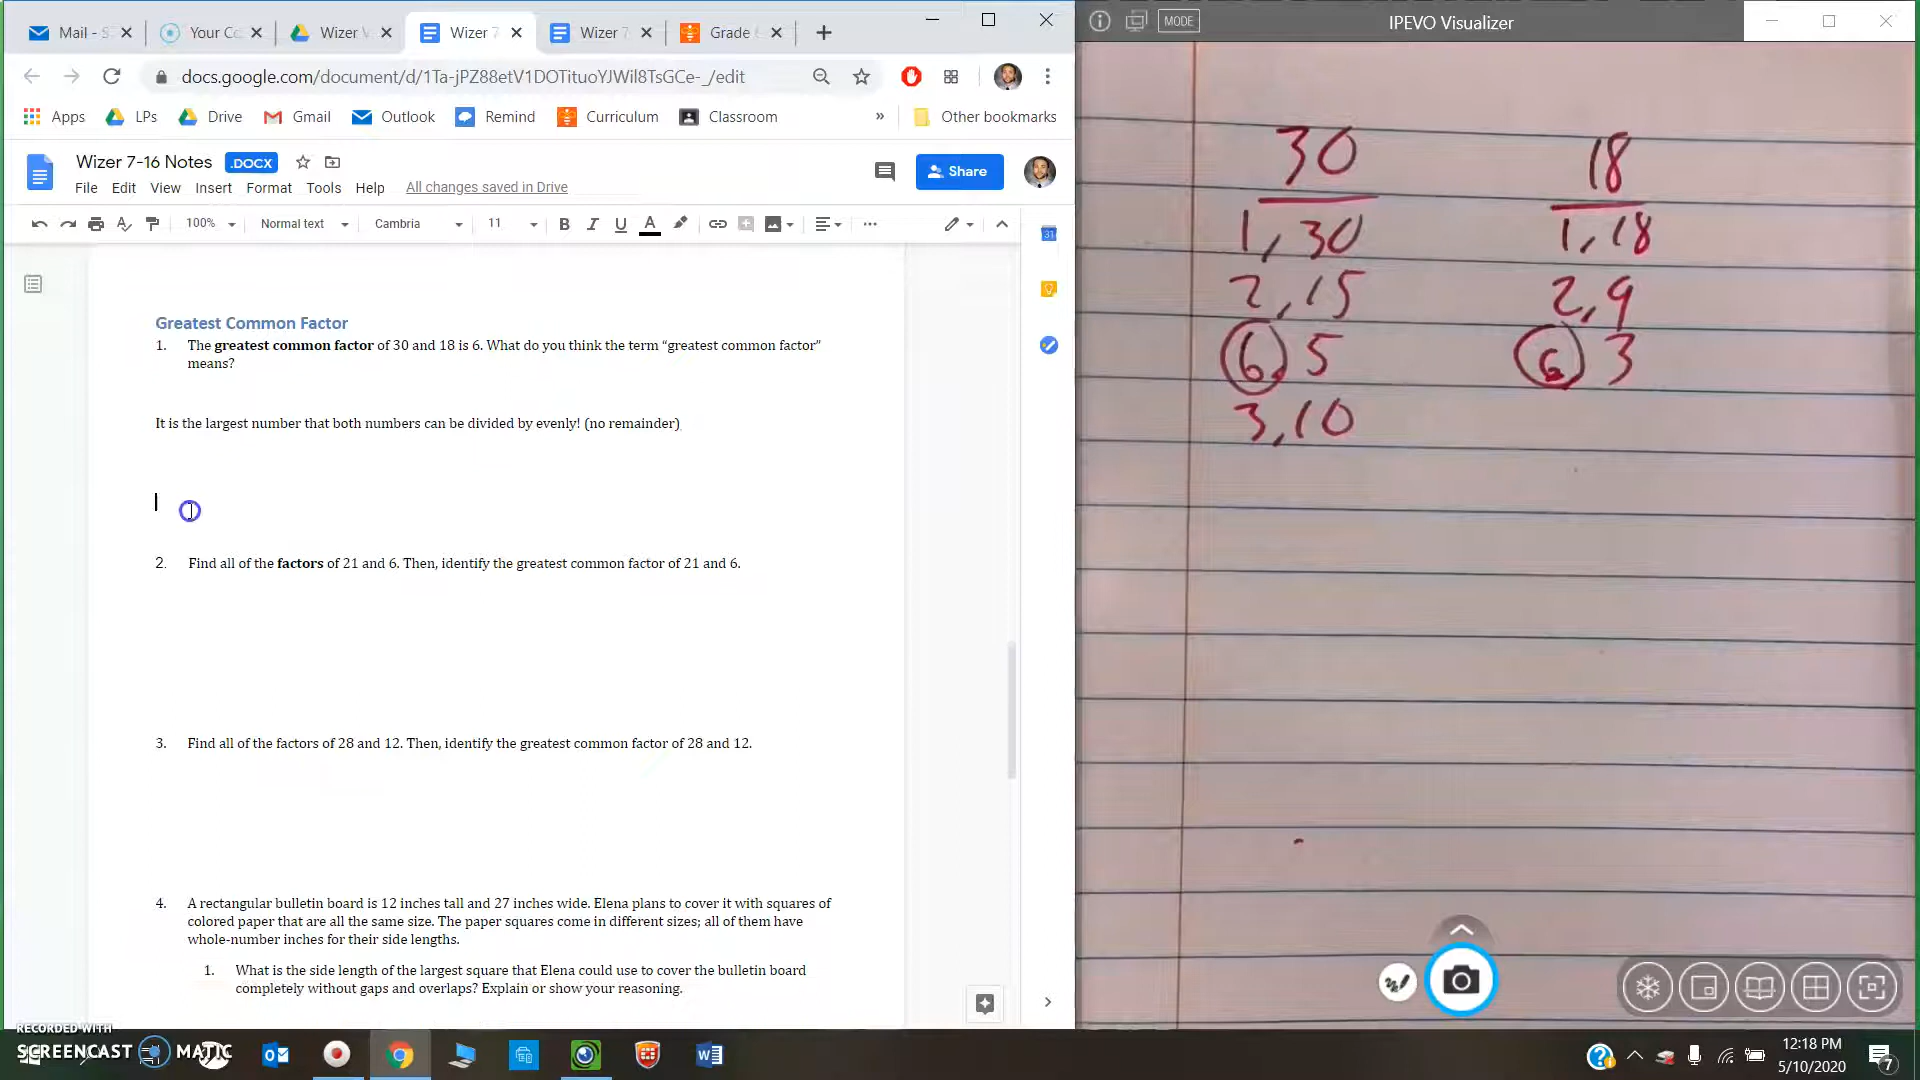 Mail - S
Your Co
Wizer V
Wizer 7
Wizer 7
Grade
IPEVO Visualizer
MODE
docs.google.com/document/d/1Ta-jPZ88etV1DOTituoYJWil8TsGCe-_/edit
Apps
LPs
Drive
Gmail
Outlook
Remind
Curriculum
Classroom
»
Other bookmarks
Wizer 7-16 Notes
.DOCX
Share
File Edit View Insert Format Tools Help
All changes saved in Drive
100%
Normal text
Cambria
11
B I U A
31
Greatest Common Factor
1. The greatest common factor of 30 and 18 is 6. What do you think the term “greatest common factor”
means?
It is the largest number that both numbers can be divided by evenly! (no remainder)
2. Find all of the factors of 21 and 6. Then, identify the greatest common factor of 21 and 6.
3. Find all of the factors of 28 and 12. Then, identify the greatest common factor of 28 and 12.
4. A rectangular bulletin board is 12 inches tall and 27 inches wide. Elena plans to cover it with squares of
colored paper that are all the same size. The paper squares come in different sizes; all of them have
whole-number inches for their side lengths.
1. What is the side length of the largest square that Elena could use to cover the bulletin board
completely without gaps and overlaps? Explain or show your reasoning.
30
1, 30
2, 15
6, 5
3, 10
18
1, 18
2, 9
6, 3
RECORDED WITH
SCREENCAST MATIC
12:18 PM
5/10/2020
7